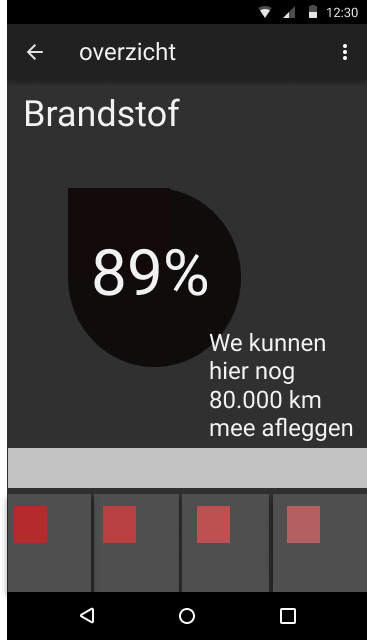 12:30
overzicht
Brandstof
89%
We kunnen
hier nog
80.000 km
mee afleggen